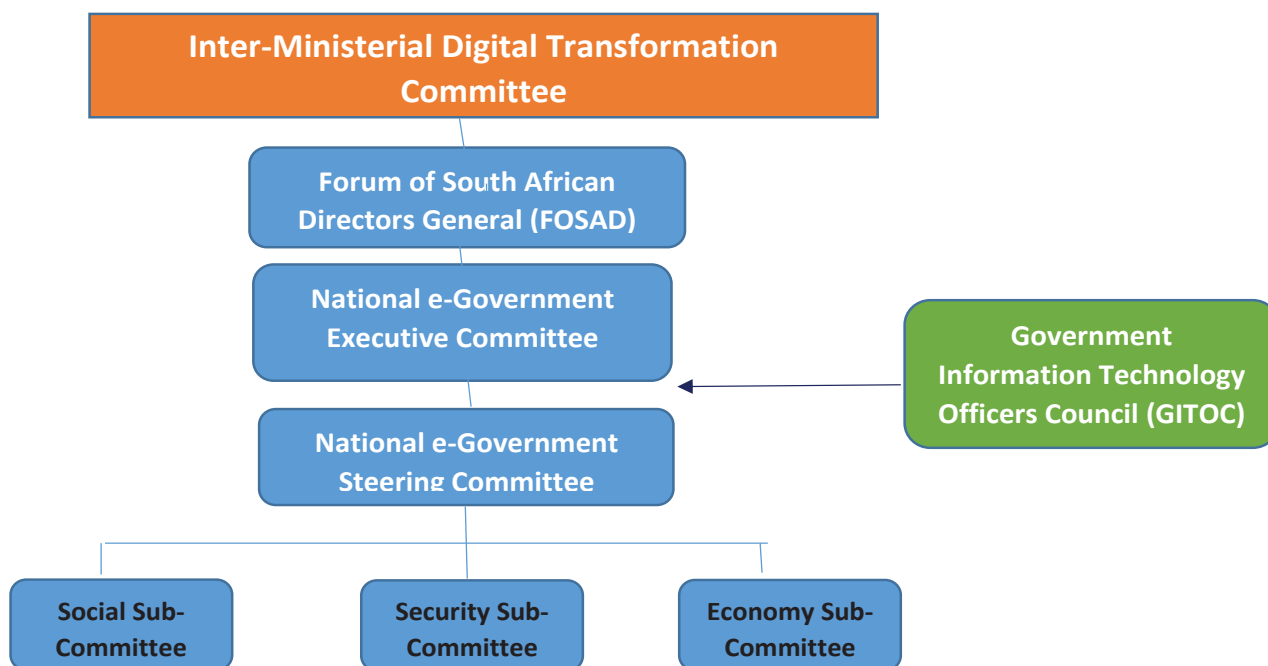 Inter-Ministerial Digital Transformation
Committee
Forum of South African
Directors General (FOSAD)
National e-Government
Executive Committee
Government
Information Technology
Officers Council (GITOC)
National e-Government
Steering Committee
Social Sub-
Committee
Security Sub-
Committee
Economy Sub-
Committee